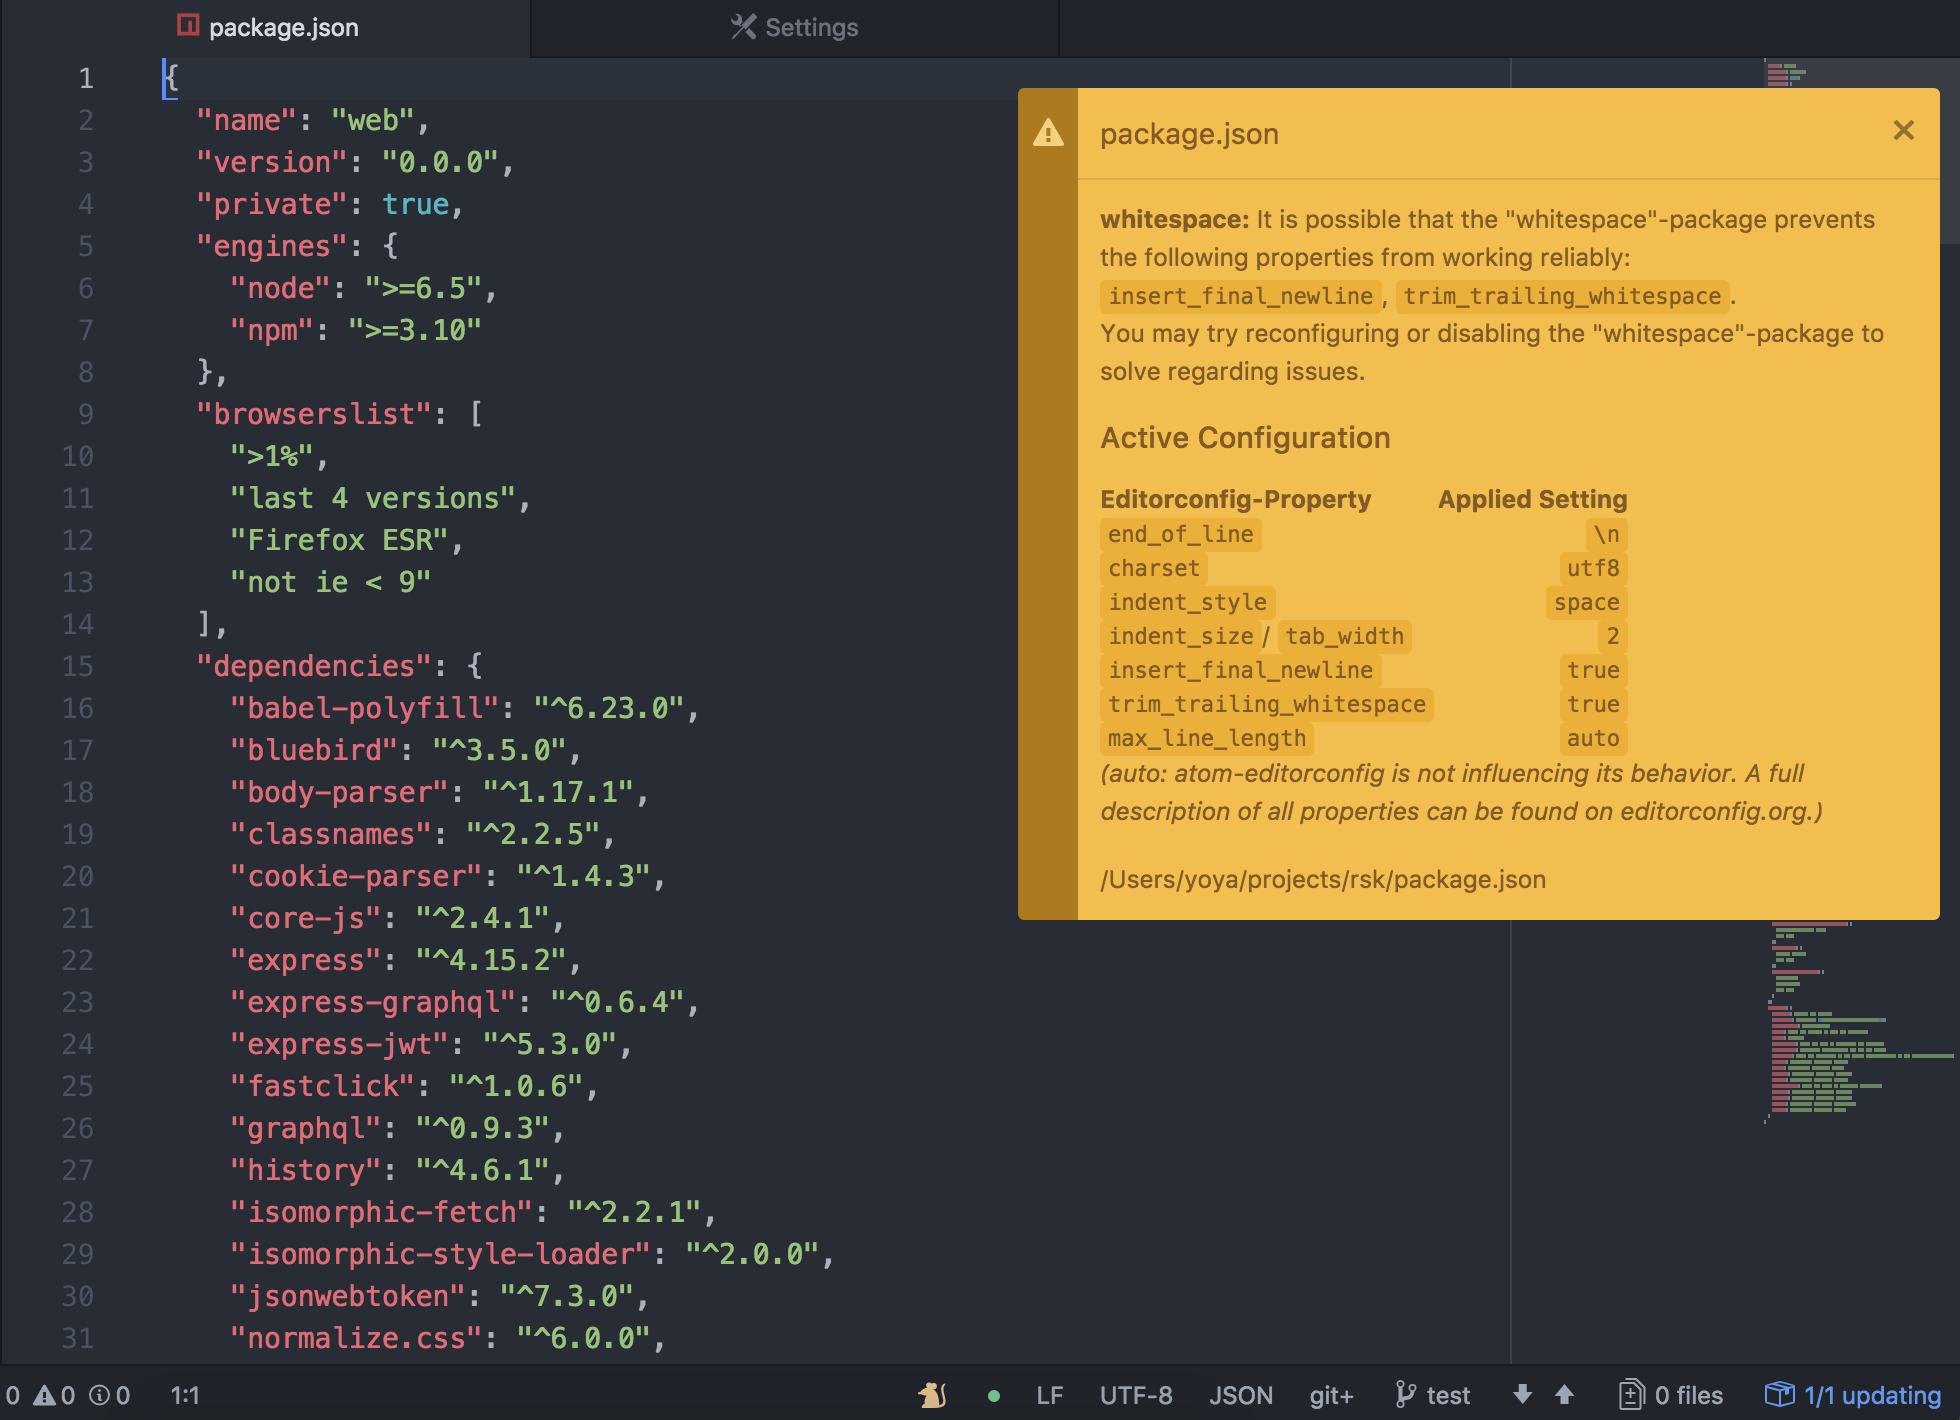 package.json
Settings
1 {
2 "name": "web",
3 "version": "0.0.0",
4 "private": true,
5 "engines": {
6 "node": ">=6.5",
7 "npm": ">=3.10"
8 },
9 "browserslist": [
10 ">1%",
11 "last 4 versions",
12 "Firefox ESR",
13 "not ie < 9"
14 ],
15 "dependencies": {
16 "babel-polyfill": "^6.23.0",
17 "bluebird": "^3.5.0",
18 "body-parser": "^1.17.1",
19 "classnames": "^2.2.5",
20 "cookie-parser": "^1.4.3",
21 "core-js": "^2.4.1",
22 "express": "^4.15.2",
23 "express-graphql": "^0.6.4",
24 "express-jwt": "^5.3.0",
25 "fastclick": "^1.0.6",
26 "graphql": "^0.9.3",
27 "history": "^4.6.1",
28 "isomorphic-fetch": "^2.2.1",
29 "isomorphic-style-loader": "^2.0.0",
30 "jsonwebtoken": "^7.3.0",
31 "normalize.css": "^6.0.0",
package.json
whitespace: It is possible that the "whitespace"-package prevents
the following properties from working reliably:
insert_final_newline, trim_trailing_whitespace.
You may try reconfiguring or disabling the "whitespace"-package to
solve regarding issues.
Active Configuration
Editorconfig-Property Applied Setting
end_of_line \n
charset utf8
indent_style space
indent_size / tab_width 2
insert_final_newline true
trim_trailing_whitespace true
max_line_length auto
(auto: atom-editorconfig is not influencing its behavior. A full
description of all properties can be found on editorconfig.org.)
/Users/yoya/projects/rsk/package.json
0 0 0 1:1 LF UTF-8 JSON git+ test 0 files 1/1 updating